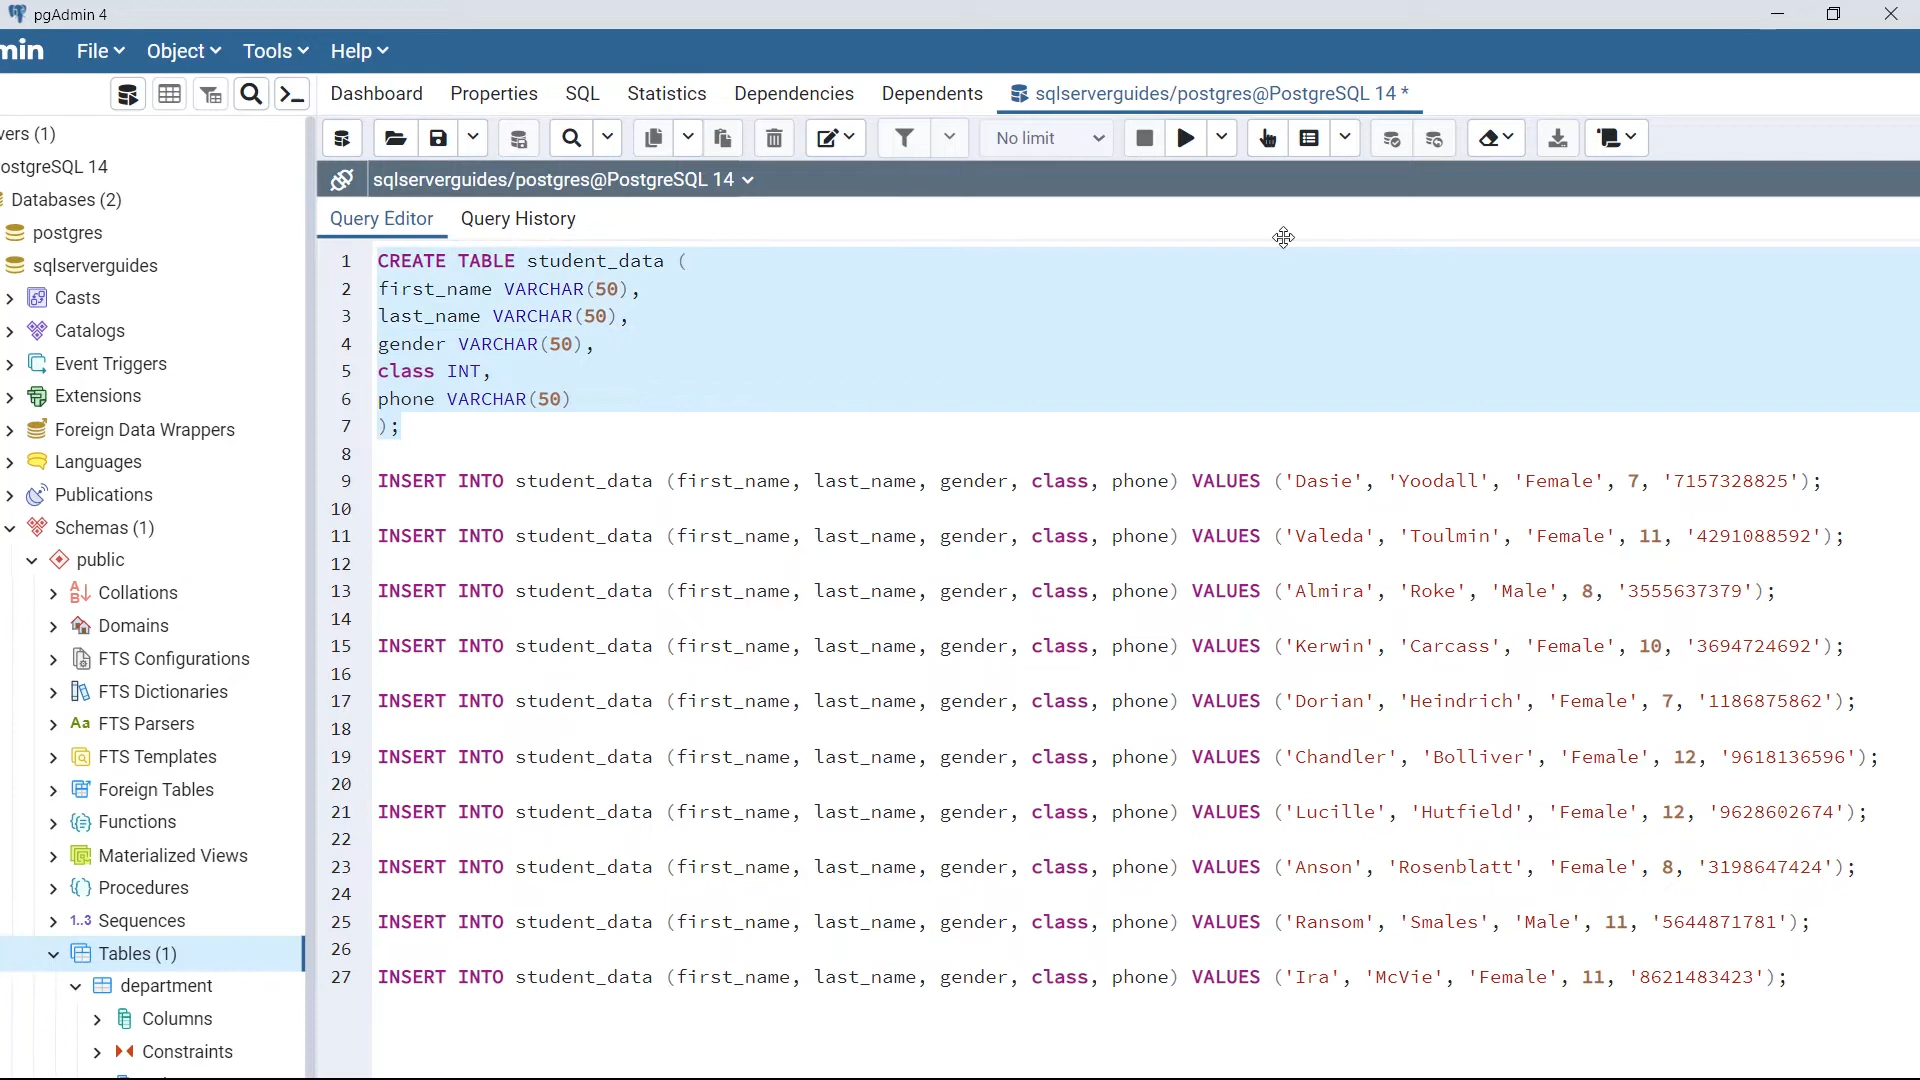 pgAdmin 4
min File Object Tools Help
Dashboard Properties SQL Statistics Dependencies Dependents sqlserverguides/postgres@PostgreSQL 14 *
No limit
sqlserverguides/postgres@PostgreSQL 14
Query Editor Query History
vers (1)
ostgreSQL 14
Databases (2)
postgres
sqlserverguides
Casts
Catalogs
Event Triggers
Extensions
Foreign Data Wrappers
Languages
Publications
Schemas (1)
public
Collations
Domains
FTS Configurations
FTS Dictionaries
Aa FTS Parsers
FTS Templates
Foreign Tables
Functions
Materialized Views
Procedures
1..3 Sequences
Tables (1)
department
Columns
Constraints
1 CREATE TABLE student_data (
2 first_name VARCHAR(50),
3 last_name VARCHAR(50),
4 gender VARCHAR(50),
5 class INT,
6 phone VARCHAR(50)
7 );
8
9 INSERT INTO student_data (first_name, last_name, gender, class, phone) VALUES ('Dasie', 'Yoodall', 'Female', 7, '7157328825');
10
11 INSERT INTO student_data (first_name, last_name, gender, class, phone) VALUES ('Valeda', 'Toulmin', 'Female', 11, '4291088592');
12
13 INSERT INTO student_data (first_name, last_name, gender, class, phone) VALUES ('Almira', 'Roke', 'Male', 8, '3555637379');
14
15 INSERT INTO student_data (first_name, last_name, gender, class, phone) VALUES ('Kerwin', 'Carcass', 'Female', 10, '3694724692');
16
17 INSERT INTO student_data (first_name, last_name, gender, class, phone) VALUES ('Dorian', 'Heindrich', 'Female', 7, '1186875862');
18
19 INSERT INTO student_data (first_name, last_name, gender, class, phone) VALUES ('Chandler', 'Bolliver', 'Female', 12, '9618136596');
20
21 INSERT INTO student_data (first_name, last_name, gender, class, phone) VALUES ('Lucille', 'Hutfield', 'Female', 12, '9628602674');
22
23 INSERT INTO student_data (first_name, last_name, gender, class, phone) VALUES ('Anson', 'Rosenblatt', 'Female', 8, '3198647424');
24
25 INSERT INTO student_data (first_name, last_name, gender, class, phone) VALUES ('Ransom', 'Smales', 'Male', 11, '5644871781');
26
27 INSERT INTO student_data (first_name, last_name, gender, class, phone) VALUES ('Ira', 'McVie', 'Female', 11, '8621483423');